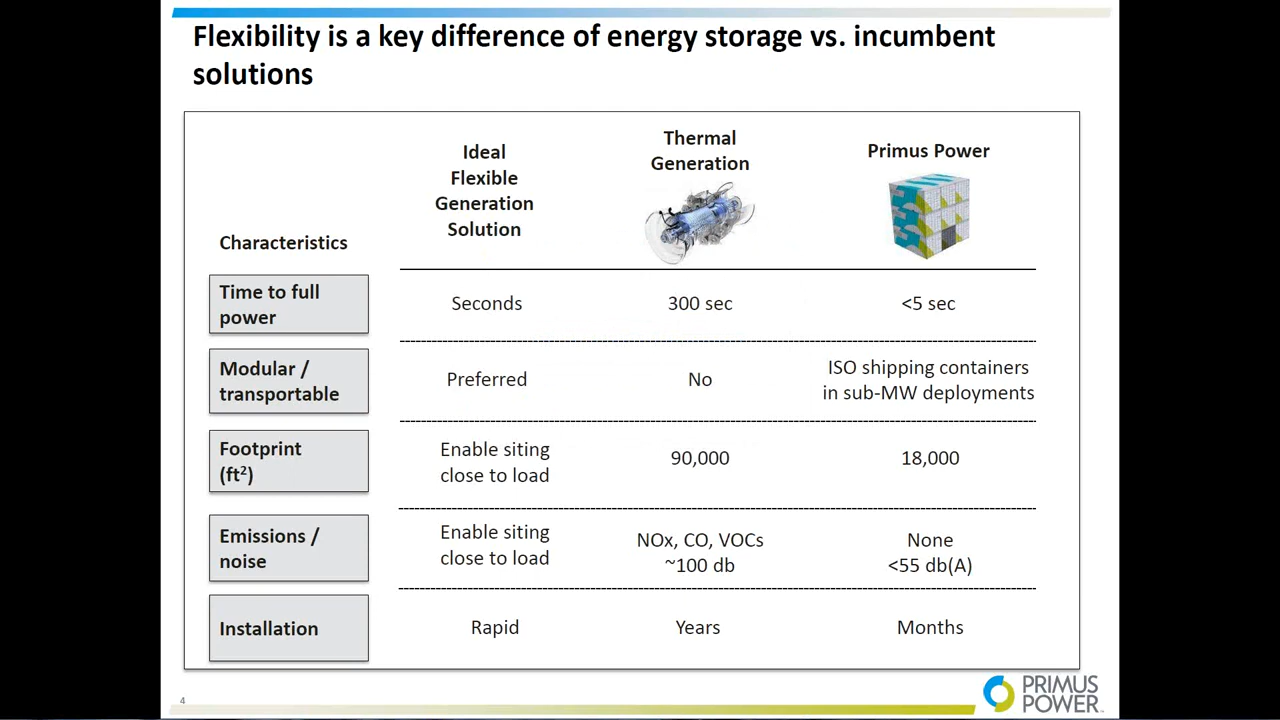 Flexibility is a key difference of energy storage vs. incumbent
solutions
Characteristics
Ideal
Flexible
Generation
Solution
Thermal
Generation
Primus Power
Time to full
power
Seconds
300 sec
<5 sec
Modular /
transportable
Preferred
No
ISO shipping containers
in sub-MW deployments
Footprint
(ft²)
Enable siting
close to load
90,000
18,000
Emissions /
noise
Enable siting
close to load
NOx, CO, VOCs
~100 db
None
<55 db(A)
Installation
Rapid
Years
Months
4
PRIMUS
POWER